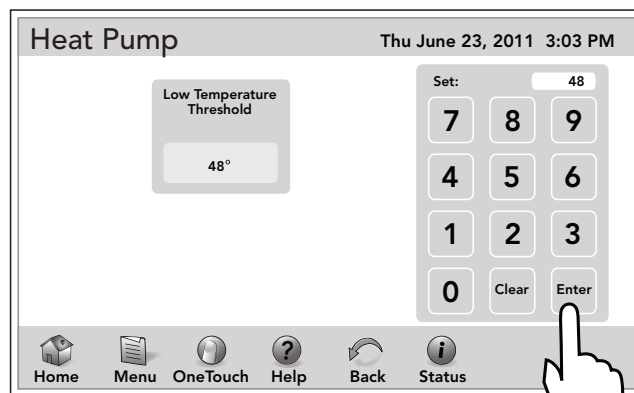 Heat Pump
Thu June 23, 2011 3:03 PM
Low Temperature
Threshold
48°
Set: 48
7 8 9
4 5 6
1 2 3
0 Clear Enter
Home Menu OneTouch Help Back Status